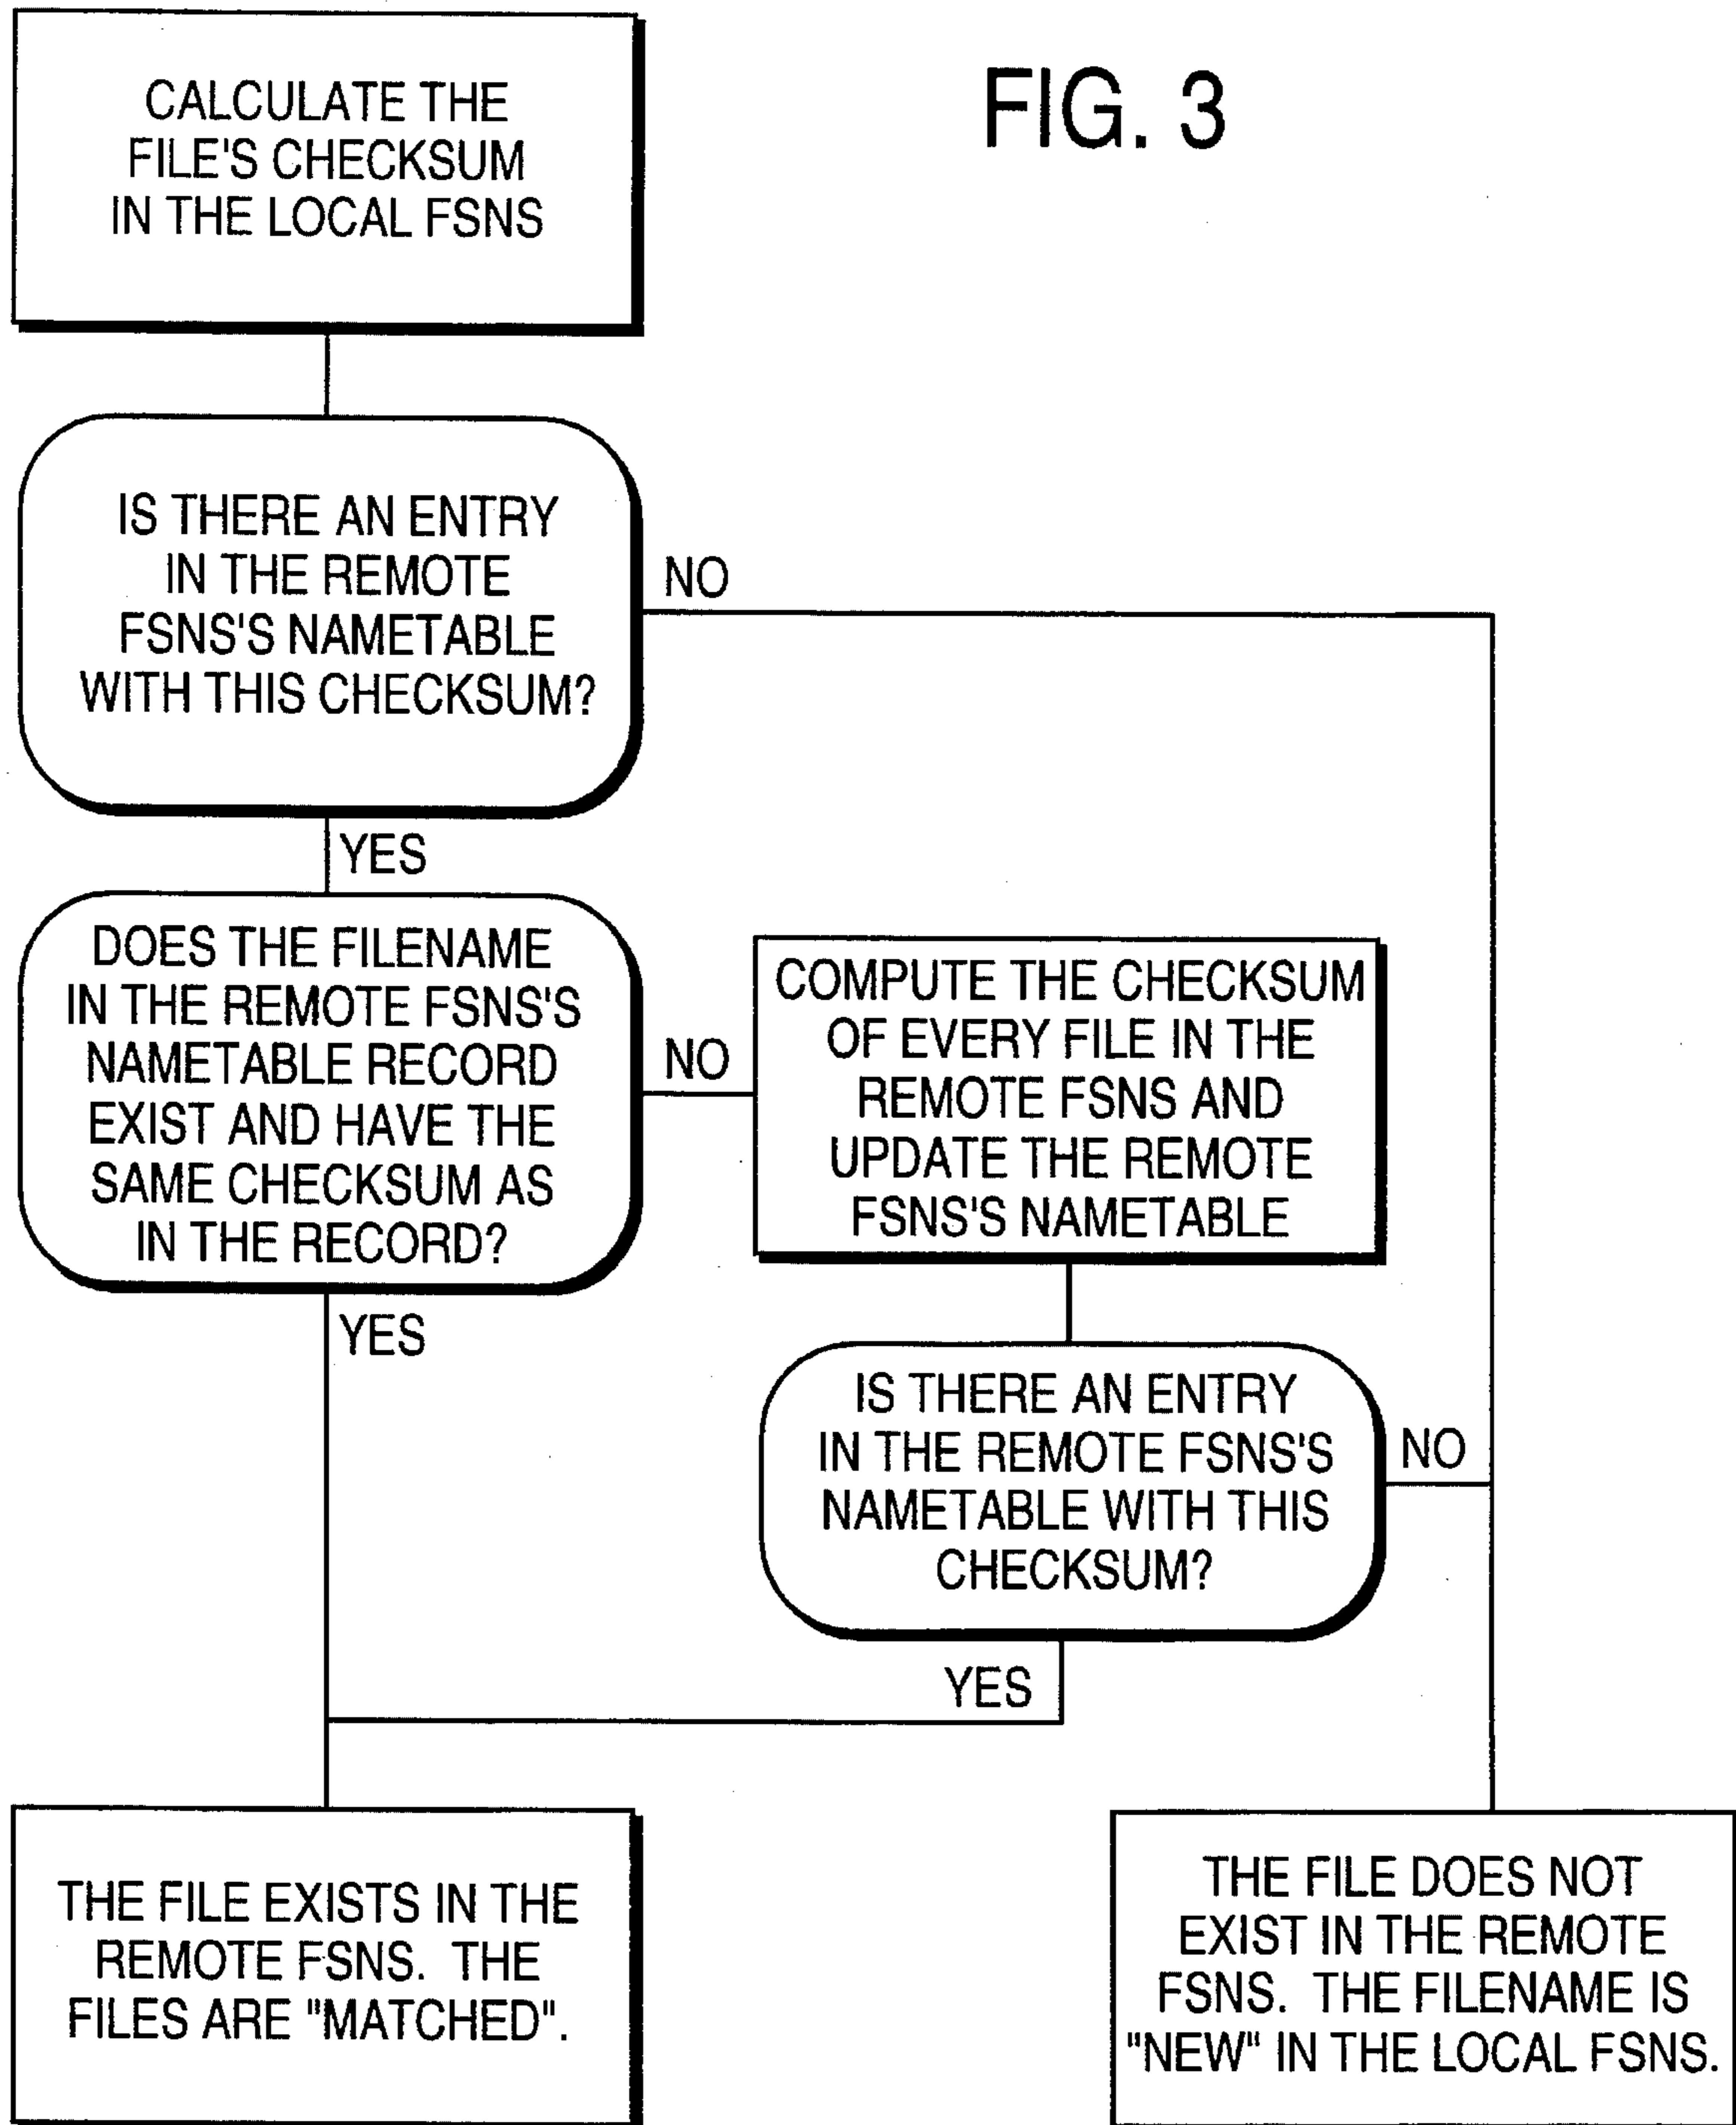 FIG. 3
CALCULATE THE
FILE'S CHECKSUM
IN THE LOCAL FSNS
IS THERE AN ENTRY
IN THE REMOTE
FSNS'S NAMETABLE
WITH THIS CHECKSUM?
NO
YES
DOES THE FILENAME
IN THE REMOTE FSNS'S
NAMETABLE RECORD
EXIST AND HAVE THE
SAME CHECKSUM AS
IN THE RECORD?
NO
YES
COMPUTE THE CHECKSUM
OF EVERY FILE IN THE
REMOTE FSNS AND
UPDATE THE REMOTE
FSNS'S NAMETABLE
IS THERE AN ENTRY
IN THE REMOTE FSNS'S
NAMETABLE WITH THIS
CHECKSUM?
NO
YES
THE FILE EXISTS IN THE
REMOTE FSNS. THE
FILES ARE "MATCHED".
THE FILE DOES NOT
EXIST IN THE REMOTE
FSNS. THE FILENAME IS
"NEW" IN THE LOCAL FSNS.